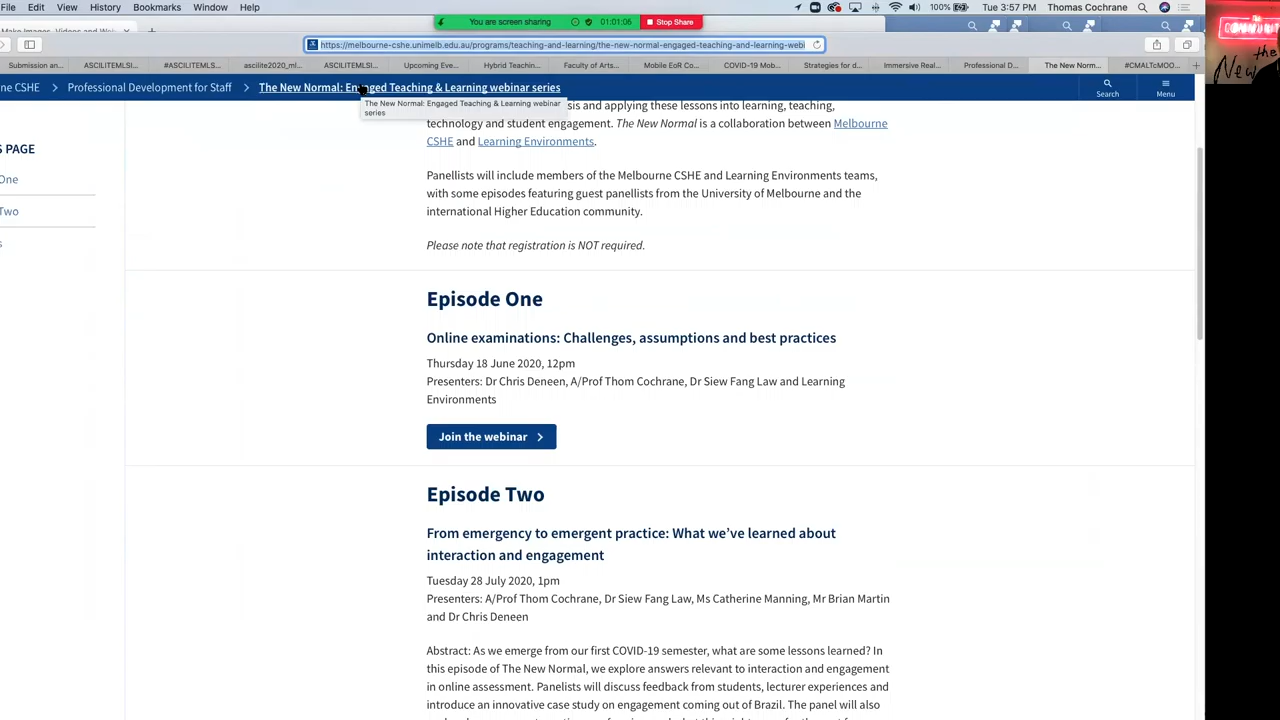 File Edit View History Bookmarks Window Help
100% Tue 3:57 PM Thomas Cochrane
You are screen sharing 01:01:06 Stop Share
https://melbourne-cshe.unimelb.edu.au/programs/teaching-and-learning/the-new-normal-engaged-teaching-and-learning-webi
Submission an... ASCILITEMLSI... #ASCILITEMLS... ascilite2020_ml... ASCILITEMLSI... Upcoming Eve... Hybrid Teachin... Faculty of Arts... Mobile EoR Co... COVID-19 Mob... Strategies for d... Immersive Real... Professional D... The New Norm... #CMALTcMOO...
ne CSHE > Professional Development for Staff > The New Normal: Engaged Teaching & Learning webinar series
Search
Menu
The New Normal: Engaged Teaching & Learning webinar
series
sis and applying these lessons into learning, teaching,
technology and student engagement. The New Normal is a collaboration between Melbourne
CSHE and Learning Environments.
S PAGE
One
Two
s
Panellists will include members of the Melbourne CSHE and Learning Environments teams,
with some episodes featuring guest panellists from the University of Melbourne and the
international Higher Education community.
Please note that registration is NOT required.
Episode One
Online examinations: Challenges, assumptions and best practices
Thursday 18 June 2020, 12pm
Presenters: Dr Chris Deneen, A/Prof Thom Cochrane, Dr Siew Fang Law and Learning
Environments
Join the webinar
Episode Two
From emergency to emergent practice: What we’ve learned about
interaction and engagement
Tuesday 28 July 2020, 1pm
Presenters: A/Prof Thom Cochrane, Dr Siew Fang Law, Ms Catherine Manning, Mr Brian Martin
and Dr Chris Deneen
Abstract: As we emerge from our first COVID-19 semester, what are some lessons learned? In
this episode of The New Normal, we explore answers relevant to interaction and engagement
in online assessment. Panelists will discuss feedback from students, lecturer experiences and
introduce an innovative case study on engagement coming out of Brazil. The panel will also
the
New